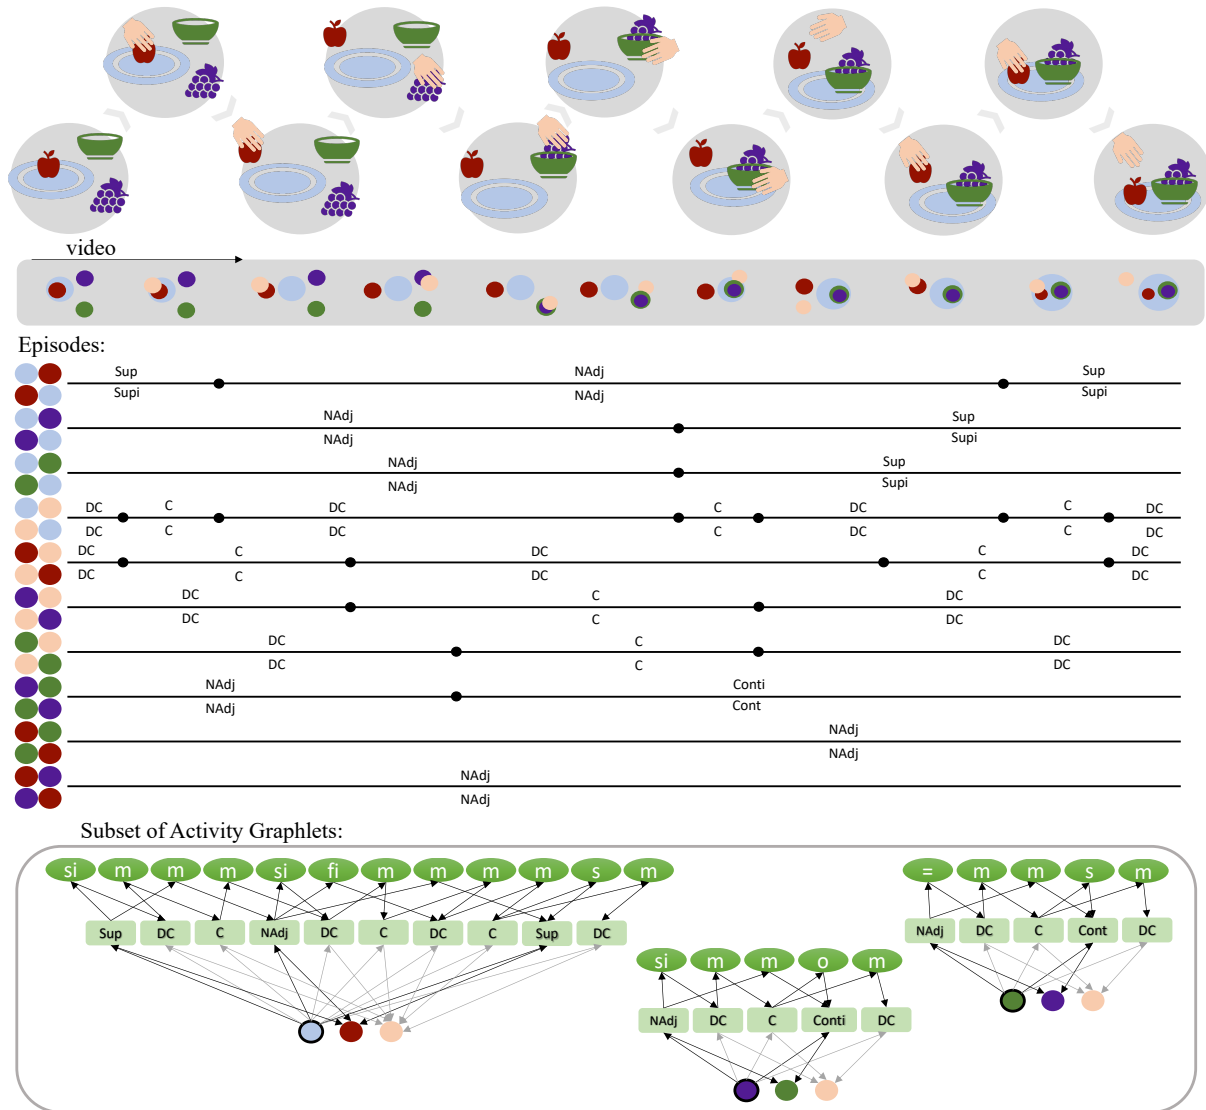 video
Episodes:
Sup NAdj Sup
Supi NAdj Supi
NAdj Sup
NAdj Supi
NAdj Sup
NAdj Supi
DC C DC C DC C DC
DC C DC C DC C DC
DC C DC C DC
DC C DC C DC
DC C DC
DC C DC
DC C DC
DC C DC
NAdj Conti
NAdj Cont
NAdj
NAdj
NAdj
NAdj
Subset of Activity Graphlets:
si m m m si fi m m m m s m
Sup DC C NAdj DC C DC C Sup DC
si m m o m
NAdj DC C Conti DC
= m m s m
NAdj DC C Cont DC